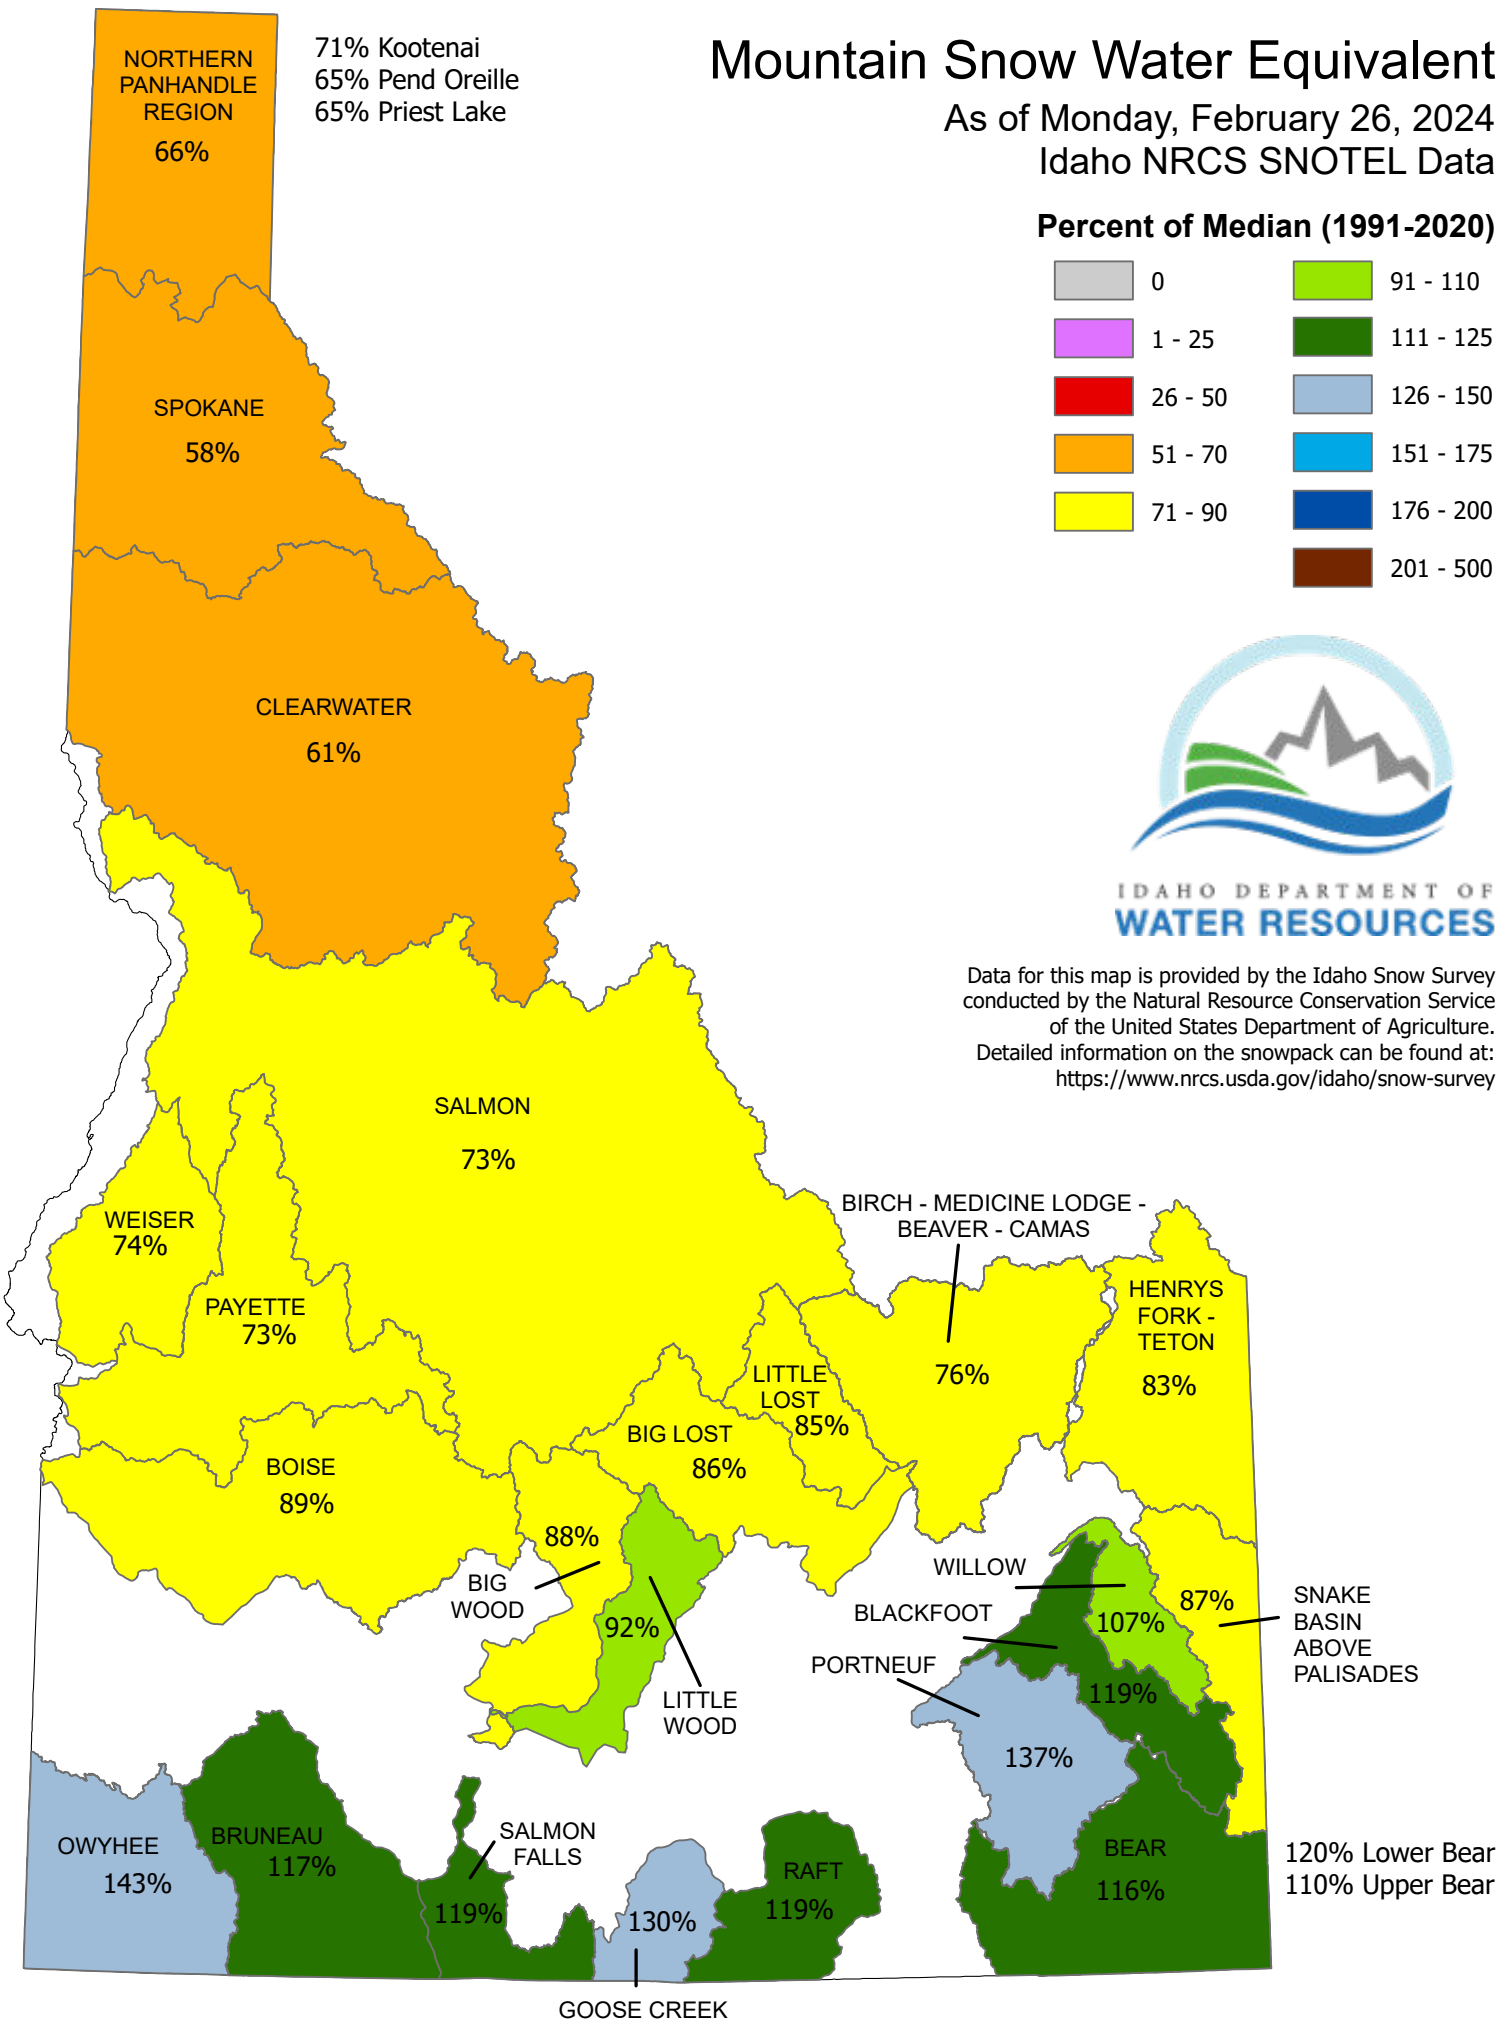 Mountain Snow Water Equivalent
As of Monday, February 26, 2024
Idaho NRCS SNOTEL Data
Percent of Median (1991-2020)
0
1 - 25
26 - 50
51 - 70
71 - 90
91 - 110
111 - 125
126 - 150
151 - 175
176 - 200
201 - 500
IDAHO DEPARTMENT OF
WATER RESOURCES
Data for this map is provided by the Idaho Snow Survey
conducted by the Natural Resource Conservation Service
of the United States Department of Agriculture.
Detailed information on the snowpack can be found at:
https://www.nrcs.usda.gov/idaho/snow-survey
NORTHERN
PANHANDLE
REGION
66%
71% Kootenai
65% Pend Oreille
65% Priest Lake
SPOKANE
58%
CLEARWATER
61%
SALMON
73%
WEISER
74%
PAYETTE
73%
BOISE
89%
BIG LOST
86%
LITTLE
LOST
85%
BIRCH - MEDICINE LODGE -
BEAVER - CAMAS
76%
HENRYS
FORK -
TETON
83%
88%
BIG
WOOD
92%
LITTLE
WOOD
WILLOW
107%
BLACKFOOT
119%
PORTNEUF
137%
87%
SNAKE
BASIN
ABOVE
PALISADES
OWYHEE
143%
BRUNEAU
117%
SALMON
FALLS
119%
130%
GOOSE CREEK
RAFT
119%
BEAR
116%
120% Lower Bear
110% Upper Bear